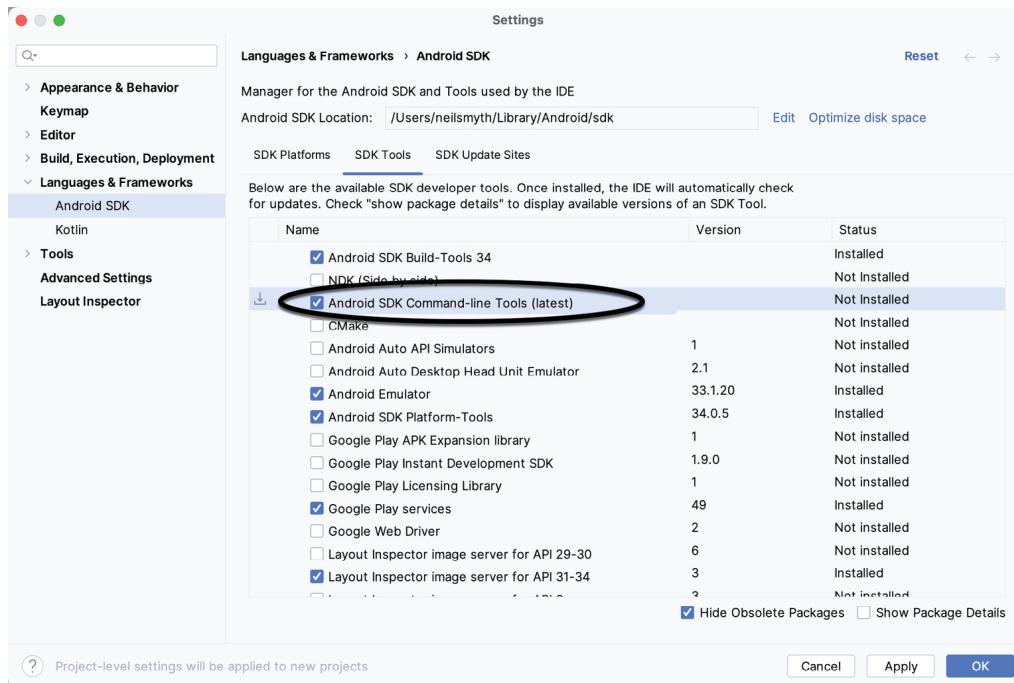 Settings
Languages & Frameworks › Android SDK
Reset
Appearance & Behavior
Keymap
Editor
Build, Execution, Deployment
Languages & Frameworks
Android SDK
Kotlin
Tools
Advanced Settings
Layout Inspector
Manager for the Android SDK and Tools used by the IDE
Android SDK Location: /Users/neilsmyth/Library/Android/sdk Edit Optimize disk space
SDK Platforms SDK Tools SDK Update Sites
Below are the available SDK developer tools. Once installed, the IDE will automatically check
for updates. Check "show package details" to display available versions of an SDK Tool.
Name Version Status
Android SDK Build-Tools 34 Installed
NDK (Side by side) Not Installed
Android SDK Command-line Tools (latest) Not Installed
CMake Not Installed
Android Auto API Simulators 1 Not installed
Android Auto Desktop Head Unit Emulator 2.1 Not installed
Android Emulator 33.1.20 Installed
Android SDK Platform-Tools 34.0.5 Installed
Google Play APK Expansion library 1 Not installed
Google Play Instant Development SDK 1.9.0 Not installed
Google Play Licensing Library 1 Not installed
Google Play services 49 Installed
Google Web Driver 2 Not installed
Layout Inspector image server for API 29-30 6 Not installed
Layout Inspector image server for API 31-34 3 Installed
3 Not installed
Hide Obsolete Packages Show Package Details
? Project-level settings will be applied to new projects
Cancel Apply OK